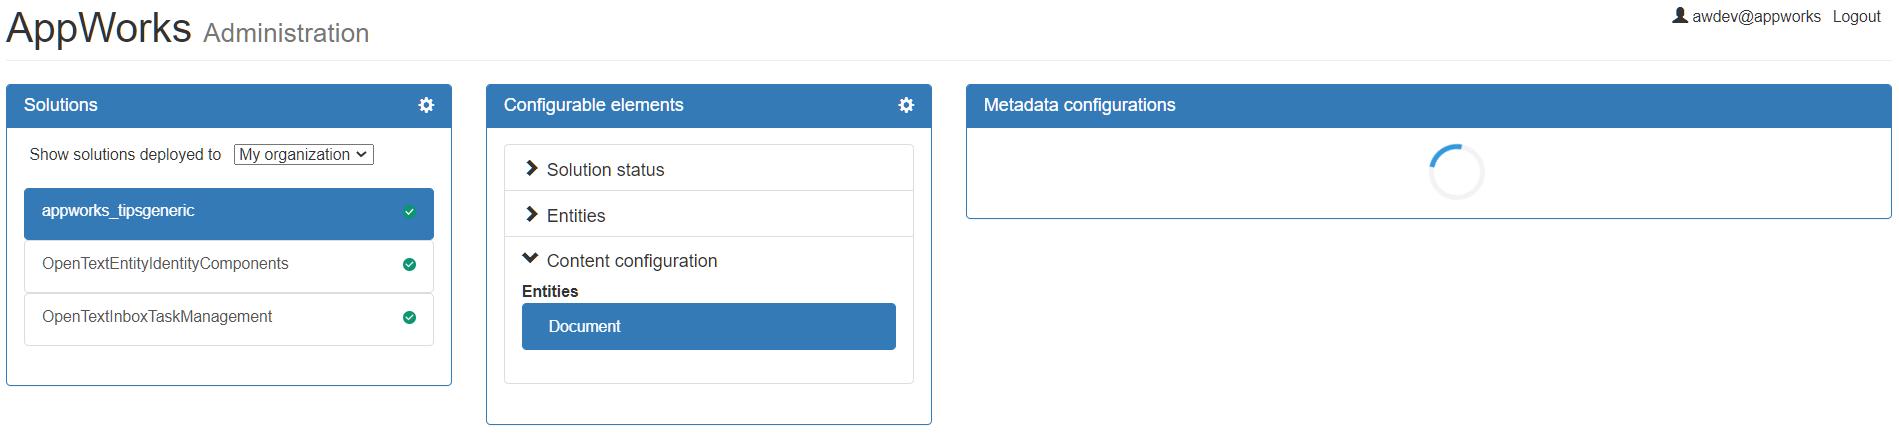 AppWorks Administration
awdev@appworks Logout
Solutions
Show solutions deployed to My organization
appworks_tipsgeneric
OpenTextEntityIdentityComponents
OpenTextInboxTaskManagement
Configurable elements
Solution status
Entities
Content configuration
Entities
Document
Metadata configurations